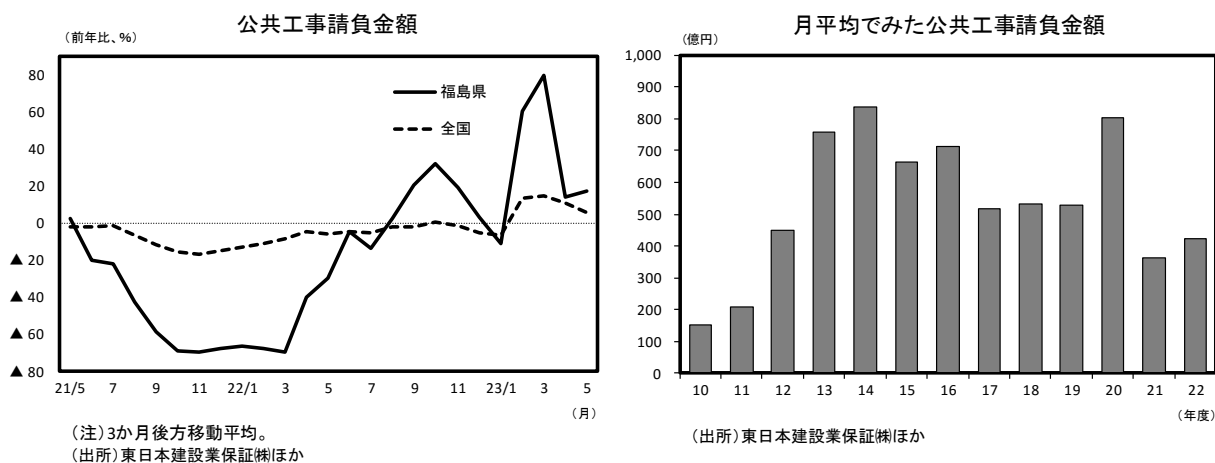 公共工事請負金額
（前年比、％）
80
60
40
20
0
▲ 20
▲ 40
▲ 60
▲ 80
福島県
全国
21/5 7 9 11 22/1 3 5 7 9 11 23/1 3 5
（月）
（注）3か月後方移動平均。
（出所）東日本建設業保証㈱ほか
月平均でみた公共工事請負金額
（億円）
1,000
900
800
700
600
500
400
300
200
100
0
10 11 12 13 14 15 16 17 18 19 20 21 22
（年度）
（出所）東日本建設業保証㈱ほか